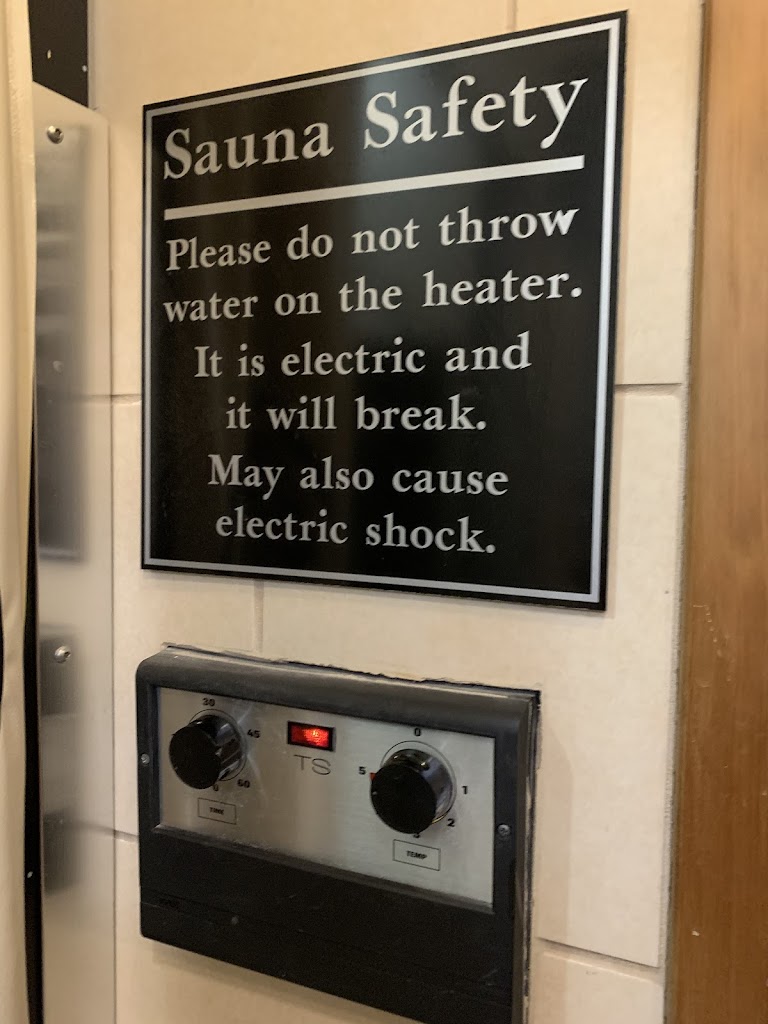 Sauna Safety
Please do not throw
water on the heater.
It is electric and
it will break.
May also cause
electric shock.
30
45
60
0
TIME
TS
0
1
2
3
5
TEMP